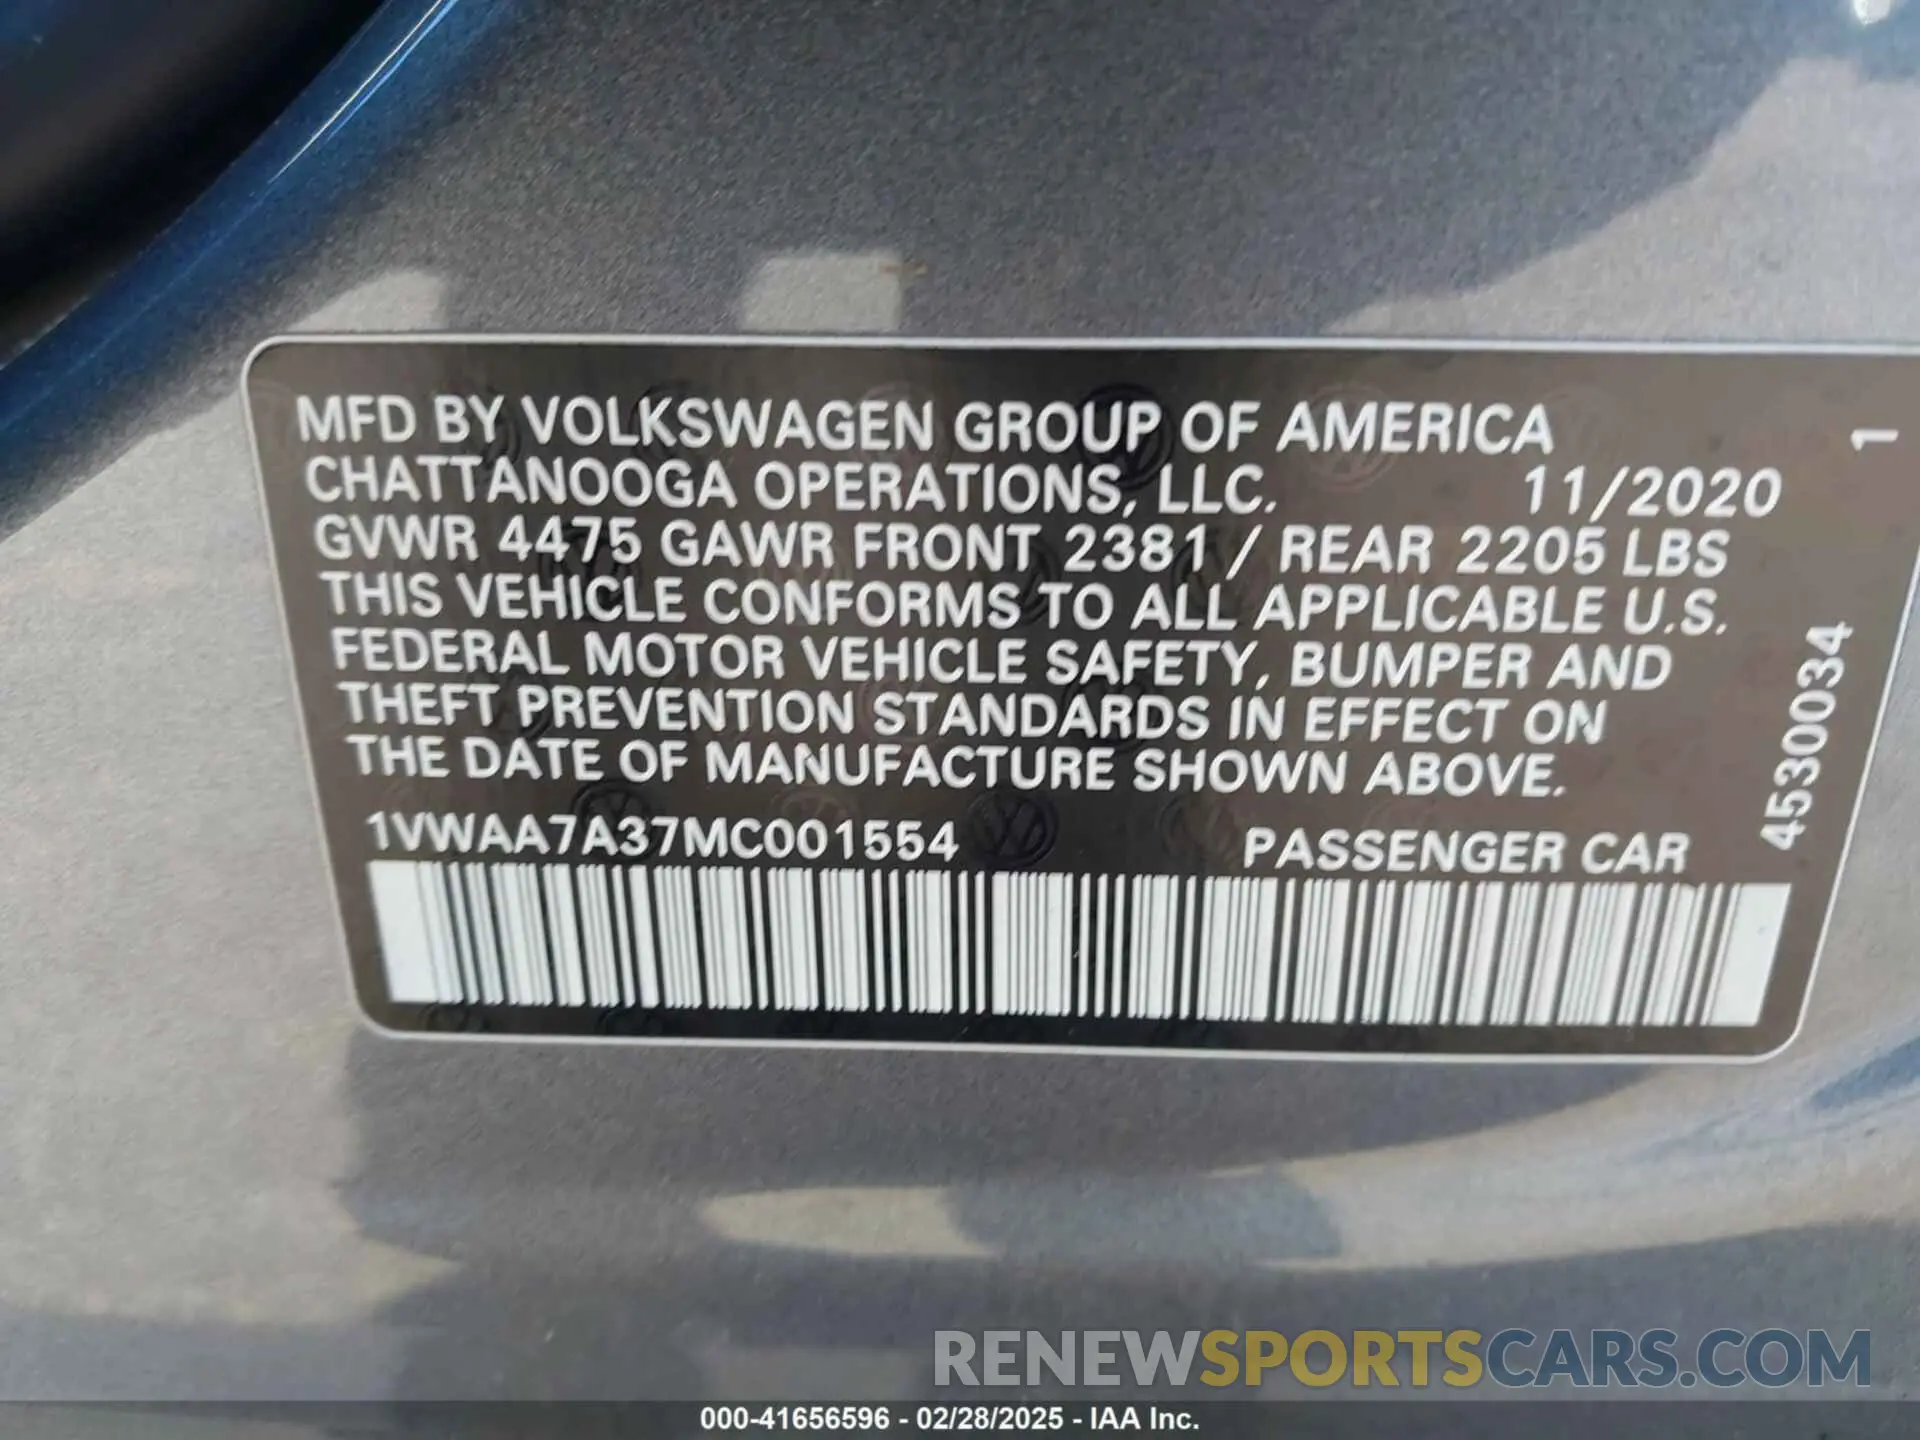 MFD BY VOLKSWAGEN GROUP OF AMERICA
CHATTANOOGA OPERATIONS, LLC. 11/2020
GVWR 4475 GAWR FRONT 2381 / REAR 2205 LBS
THIS VEHICLE CONFORMS TO ALL APPLICABLE U.S.
FEDERAL MOTOR VEHICLE SAFETY, BUMPER AND
THEFT PREVENTION STANDARDS IN EFFECT ON
THE DATE OF MANUFACTURE SHOWN ABOVE.
1VWAA7A37MC001554 PASSENGER CAR
4530034 1
RENEWSPORTSCARS.COM
000-41656596 - 02/28/2025 - IAA Inc.